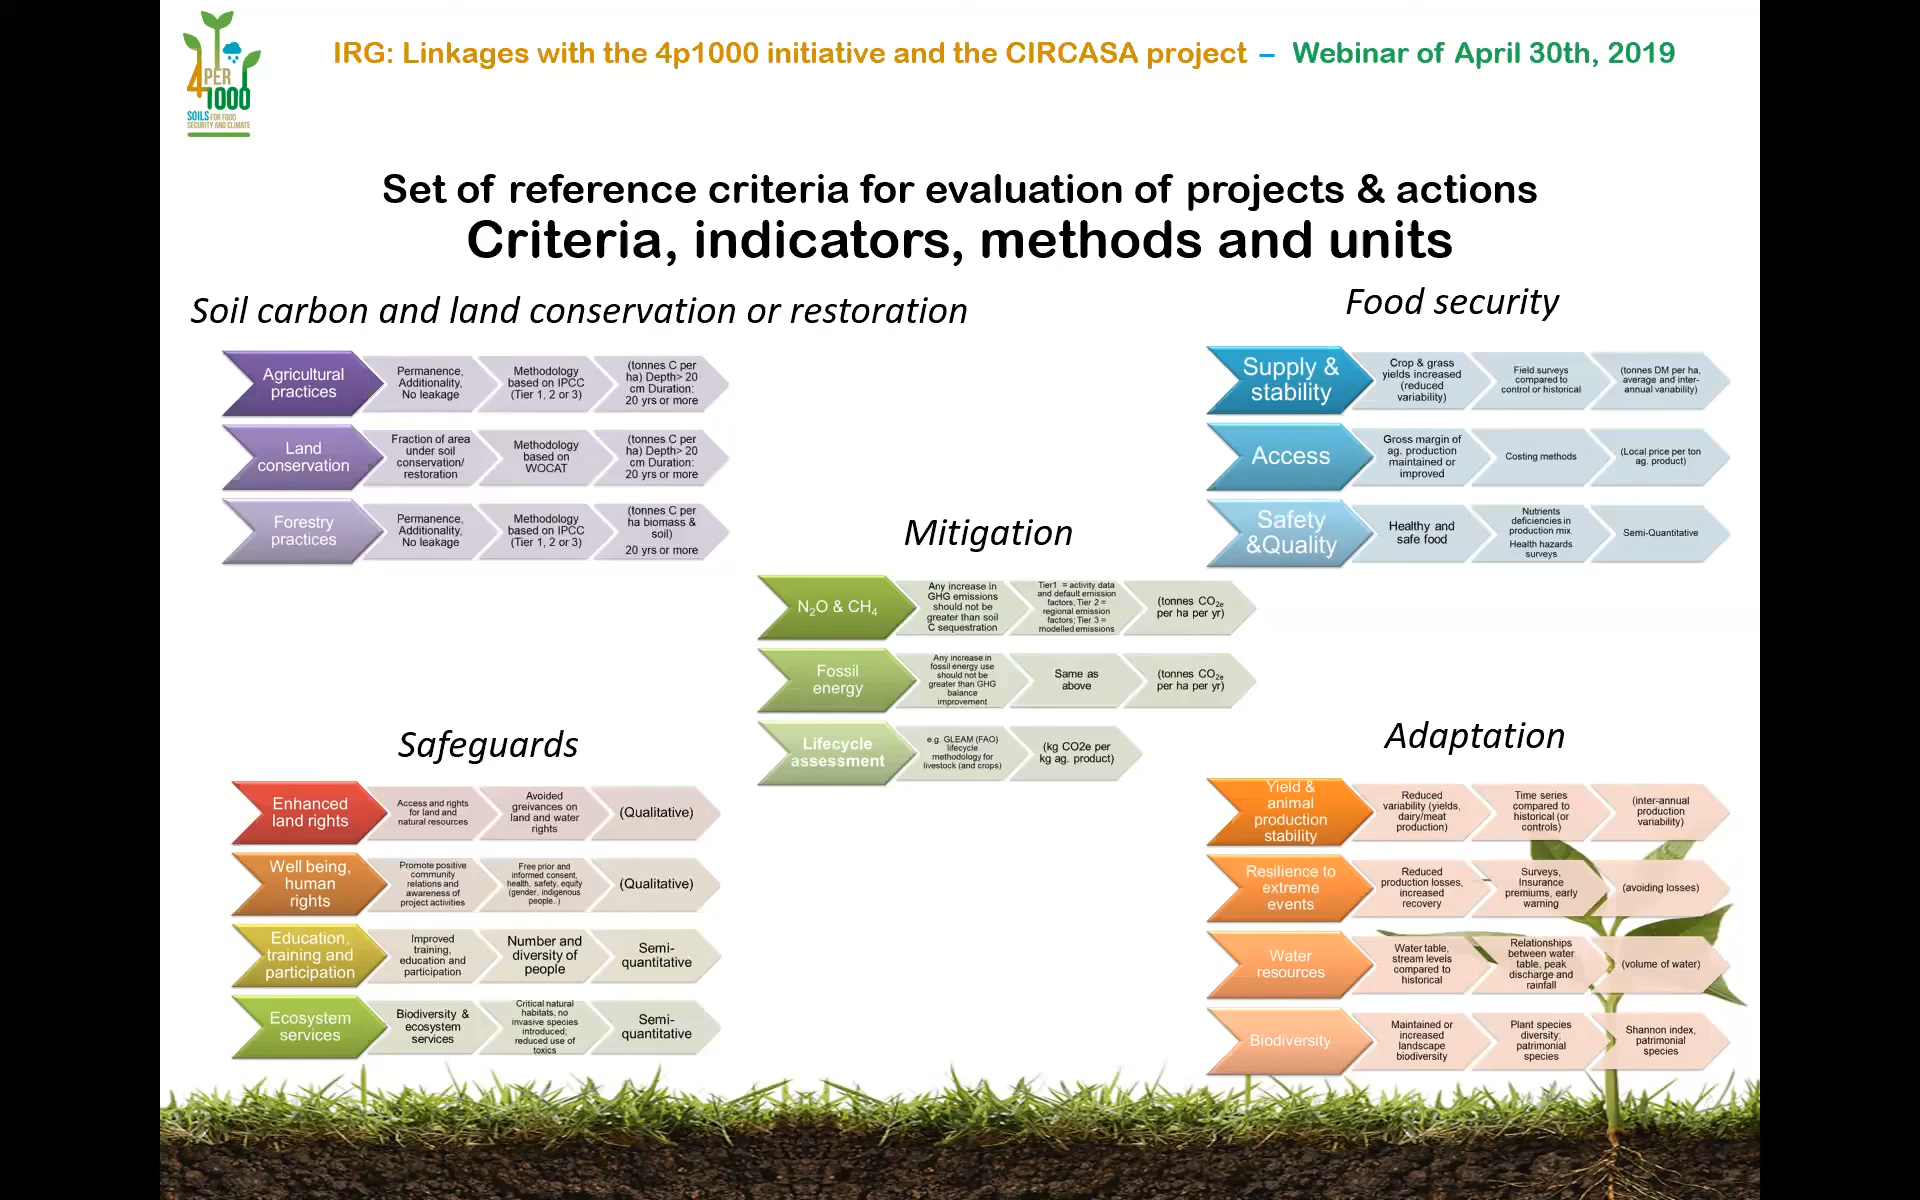 4 PER
1000
SOILS FOR FOOD
SECURITY AND CLIMATE
IRG: Linkages with the 4p1000 initiative and the CIRCASA project – Webinar of April 30th, 2019
Set of reference criteria for evaluation of projects & actions
Criteria, indicators, methods and units
Soil carbon and land conservation or restoration
Agricultural
practices
Permanence,
Additionality,
No leakage
Methodology
based on IPCC
(Tier 1, 2 or 3)
(tonnes C per
ha) Depth> 20
cm Duration:
20 yrs or more
Land
conservation
Fraction of area
under soil
conservation/
restoration
Methodology
based on
WOCAT
(tonnes C per
ha) Depth> 20
cm Duration:
20 yrs or more
Forestry
practices
Permanence,
Additionality,
No leakage
Methodology
based on IPCC
(Tier 1, 2 or 3)
(tonnes C per
ha biomass &
soil)
20 yrs or more
Food security
Supply &
stability
Crop & grass
yields increased
(reduced
variability)
Field surveys
compared to
control or historical
(tonnes DM per ha,
average and inter-
annual variability)
Access
Gross margin of
ag. production
maintained or
improved
Costing methods
(Local price per ton
ag. product)
Safety
&Quality
Healthy and
safe food
Nutrients
deficiencies in
production mix.
Health hazards
surveys
Semi-Quantitative
Mitigation
N₂O & CH₄
Any increase in
GHG emissions
should not be
greater than soil
C sequestration
Tier1 = activity data
and default emission
factors; Tier 2 =
regional emission
factors; Tier 3 =
modelled emissions
(tonnes CO2e
per ha per yr)
Fossil
energy
Any increase in
fossil energy use
should not be
greater than GHG
balance
improvement
Same as
above
(tonnes CO2e
per ha per yr)
Lifecycle
assessment
e.g. GLEAM (FAO)
lifecycle
methodology for
livestock (and crops)
(kg CO2e per
kg ag. product)
Safeguards
Enhanced
land rights
Access and rights
for land and
natural resources
Avoided
greivances on
land and water
rights
(Qualitative)
Well being,
human
rights
Promote positive
community
relations and
awareness of
project activities
Free prior and
informed consent,
health, safety, equity
(gender, indigenous
people..)
(Qualitative)
Education,
training and
participation
Improved
training,
education and
participation
Number and
diversity of
people
Semi-
quantitative
Ecosystem
services
Biodiversity &
ecosystem
services
Critical natural
habitats, no
invasive species
introduced;
reduced use of
toxics
Semi-
quantitative
Adaptation
Yield &
animal
production
stability
Reduced
variability (yields,
dairy/meat
production)
Time series
compared to
historical (or
controls)
(inter-annual
production
variability)
Resilience to
extreme
events
Reduced
production losses,
increased
recovery
Surveys,
Insurance
premiums, early
warning
(avoiding losses)
Water
resources
Water table,
stream levels
compared to
historical
Relationships
between water
table, peak
discharge and
rainfall
(volume of water)
Biodiversity
Maintained or
increased
landscape
biodiversity
Plant species
diversity;
patrimonial
species
Shannon index,
patrimonial
species